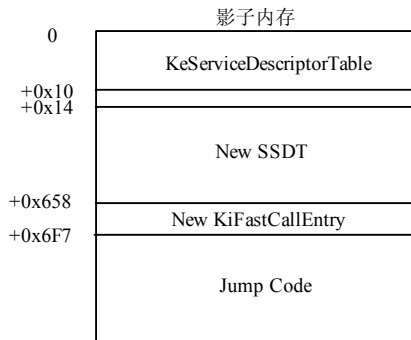 影子内存
0
KeServiceDescriptorTable
+0x10
+0x14
New SSDT
+0x658
New KiFastCallEntry
+0x6F7
Jump Code